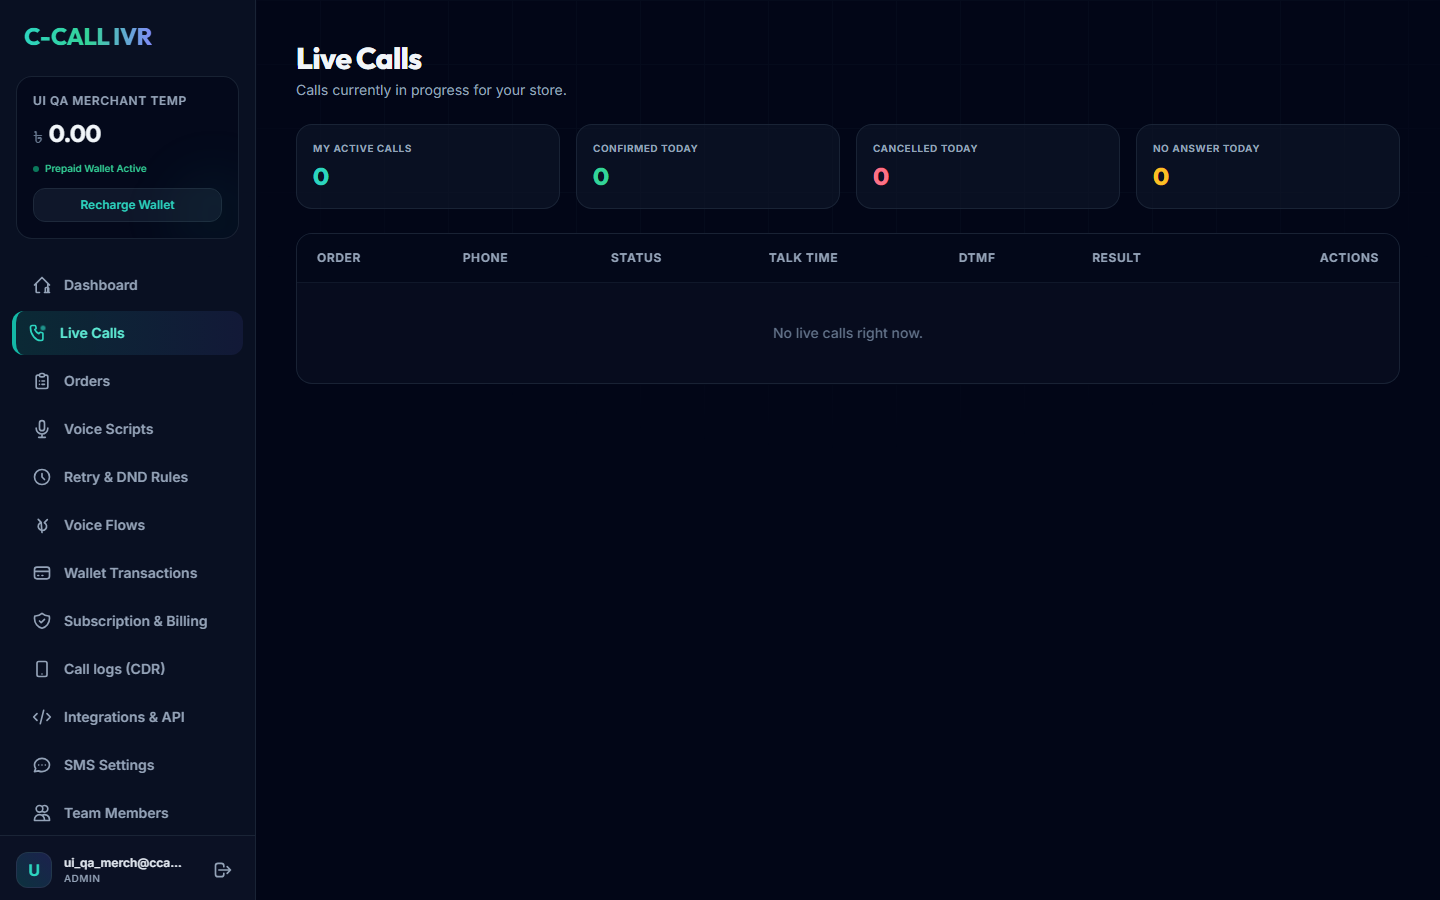 C-CALL IVR
UI QA MERCHANT TEMP
৳ 0.00
Prepaid Wallet Active
Recharge Wallet
Dashboard
Live Calls
Orders
Voice Scripts
Retry & DND Rules
Voice Flows
Wallet Transactions
Subscription & Billing
Call logs (CDR)
Integrations & API
SMS Settings
Team Members
U
ui_qa_merch@cca...
ADMIN
Live Calls
Calls currently in progress for your store.
MY ACTIVE CALLS
0
CONFIRMED TODAY
0
CANCELLED TODAY
0
NO ANSWER TODAY
0
ORDER PHONE STATUS TALK TIME DTMF RESULT ACTIONS
No live calls right now.